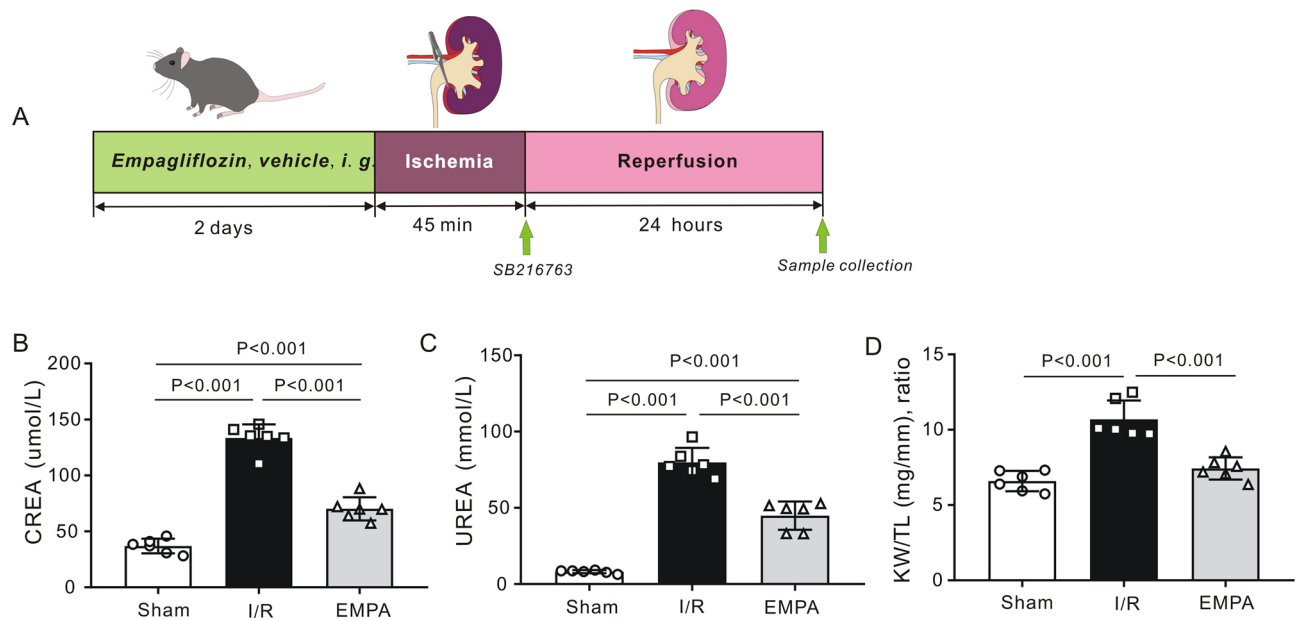 A
Empagliflozin, vehicle, i. g.
Ischemia
Reperfusion
2 days
45 min
24 hours
SB216763
Sample collection
B
CREA (umol/L)
200
150
100
50
0
P<0.001
P<0.001
P<0.001
Sham
I/R
EMPA
C
UREA (mmol/L)
150
100
50
0
P<0.001
P<0.001
P<0.001
Sham
I/R
EMPA
D
KW/TL (mg/mm), ratio
15
10
5
0
P<0.001
P<0.001
Sham
I/R
EMPA